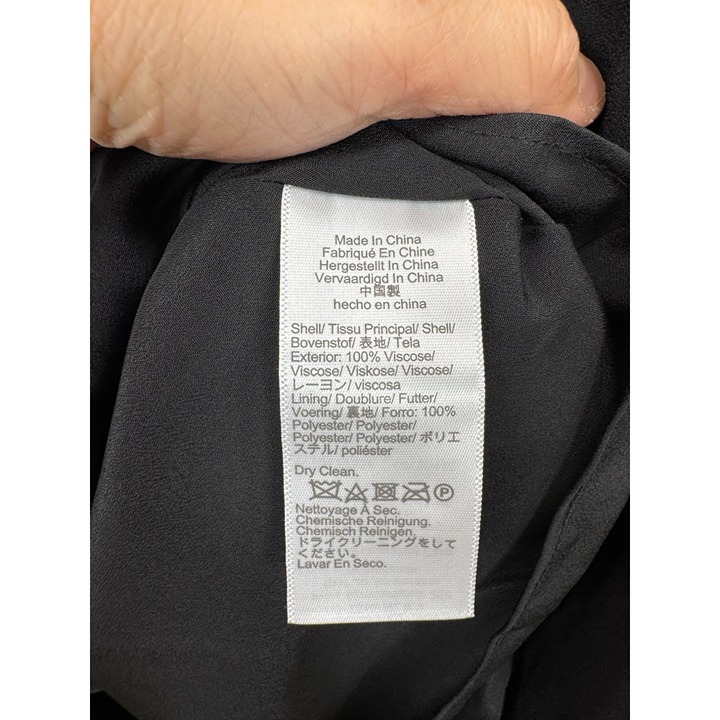 Made In China
Fabriqué En Chine
Hergestellt In China
Vervaardigd In China
中国製
hecho en china
Shell/ Tissu Principal/ Shell/
Bovenstof/ 表地/ Tela
Exterior: 100% Viscose/
Viscose/ Viskose/ Viscose/
レーヨン/ viscosa
Lining/ Doublure/ Futter/
Voering/ 裏地/ Forro: 100%
Polyester/ Polyester/
Polyester/ Polyester/ ポリエ
ステル/ poliéster
Dry Clean.
P
Nettoyage À Sec.
Chemische Reinigung.
Chemisch Reinigen.
ドライクリーニングをして
ください。
Lavar En Seco.